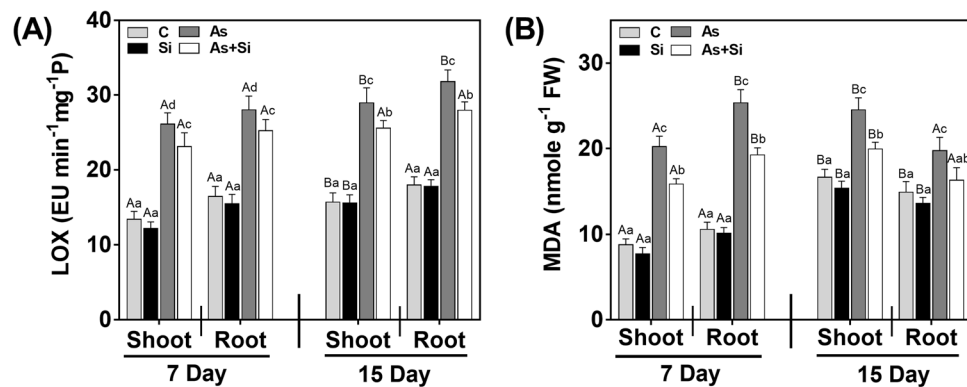 (A)
LOX (EU min⁻¹mg⁻¹P)
40
30
20
10
0
C As
Si As+Si
Aa Aa Ad Ac Aa Aa Ad Ac Ba Ba Bc Ab Aa Aa Bc Ab
Shoot Root Shoot Root
7 Day 15 Day
(B)
MDA (nmole g⁻¹ FW)
30
20
10
0
C As
Si As+Si
Aa Aa Ac Ab Aa Aa Bc Bb Ba Ba Bc Bb Ba Ba Ac Aab
Shoot Root Shoot Root
7 Day 15 Day